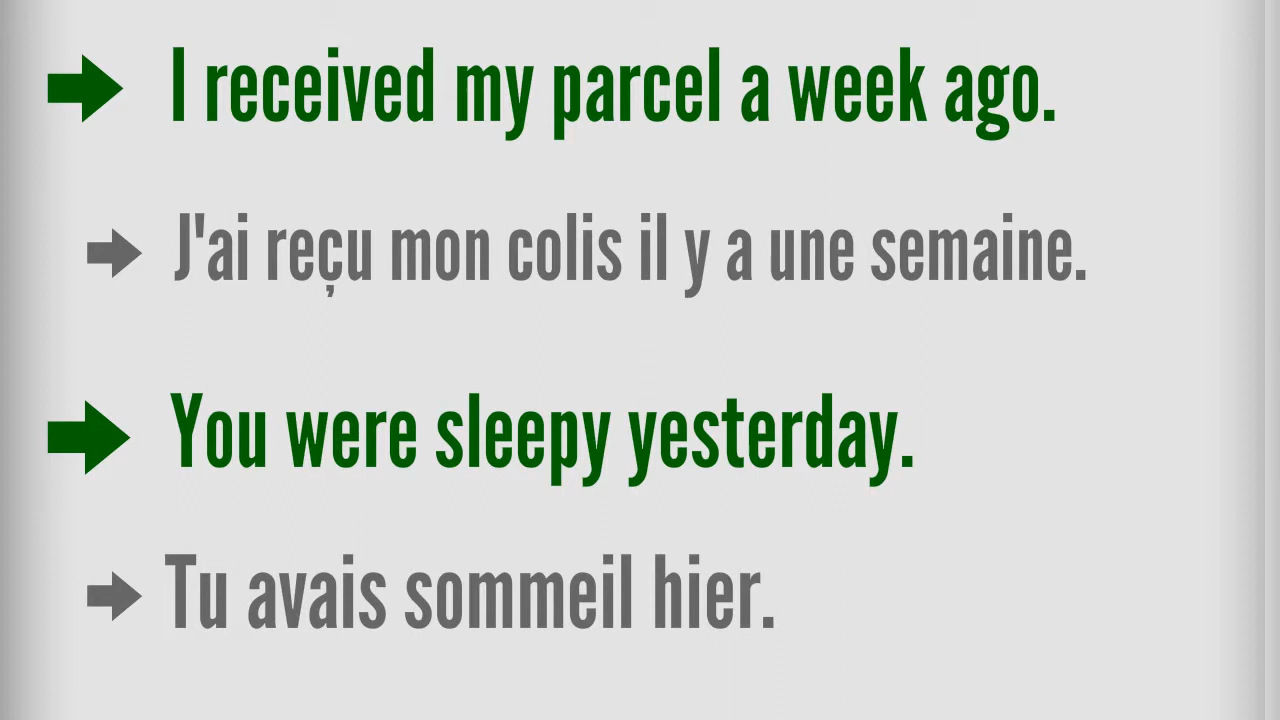 I received my parcel a week ago.
J'ai reçu mon colis il y a une semaine.
You were sleepy yesterday.
Tu avais sommeil hier.